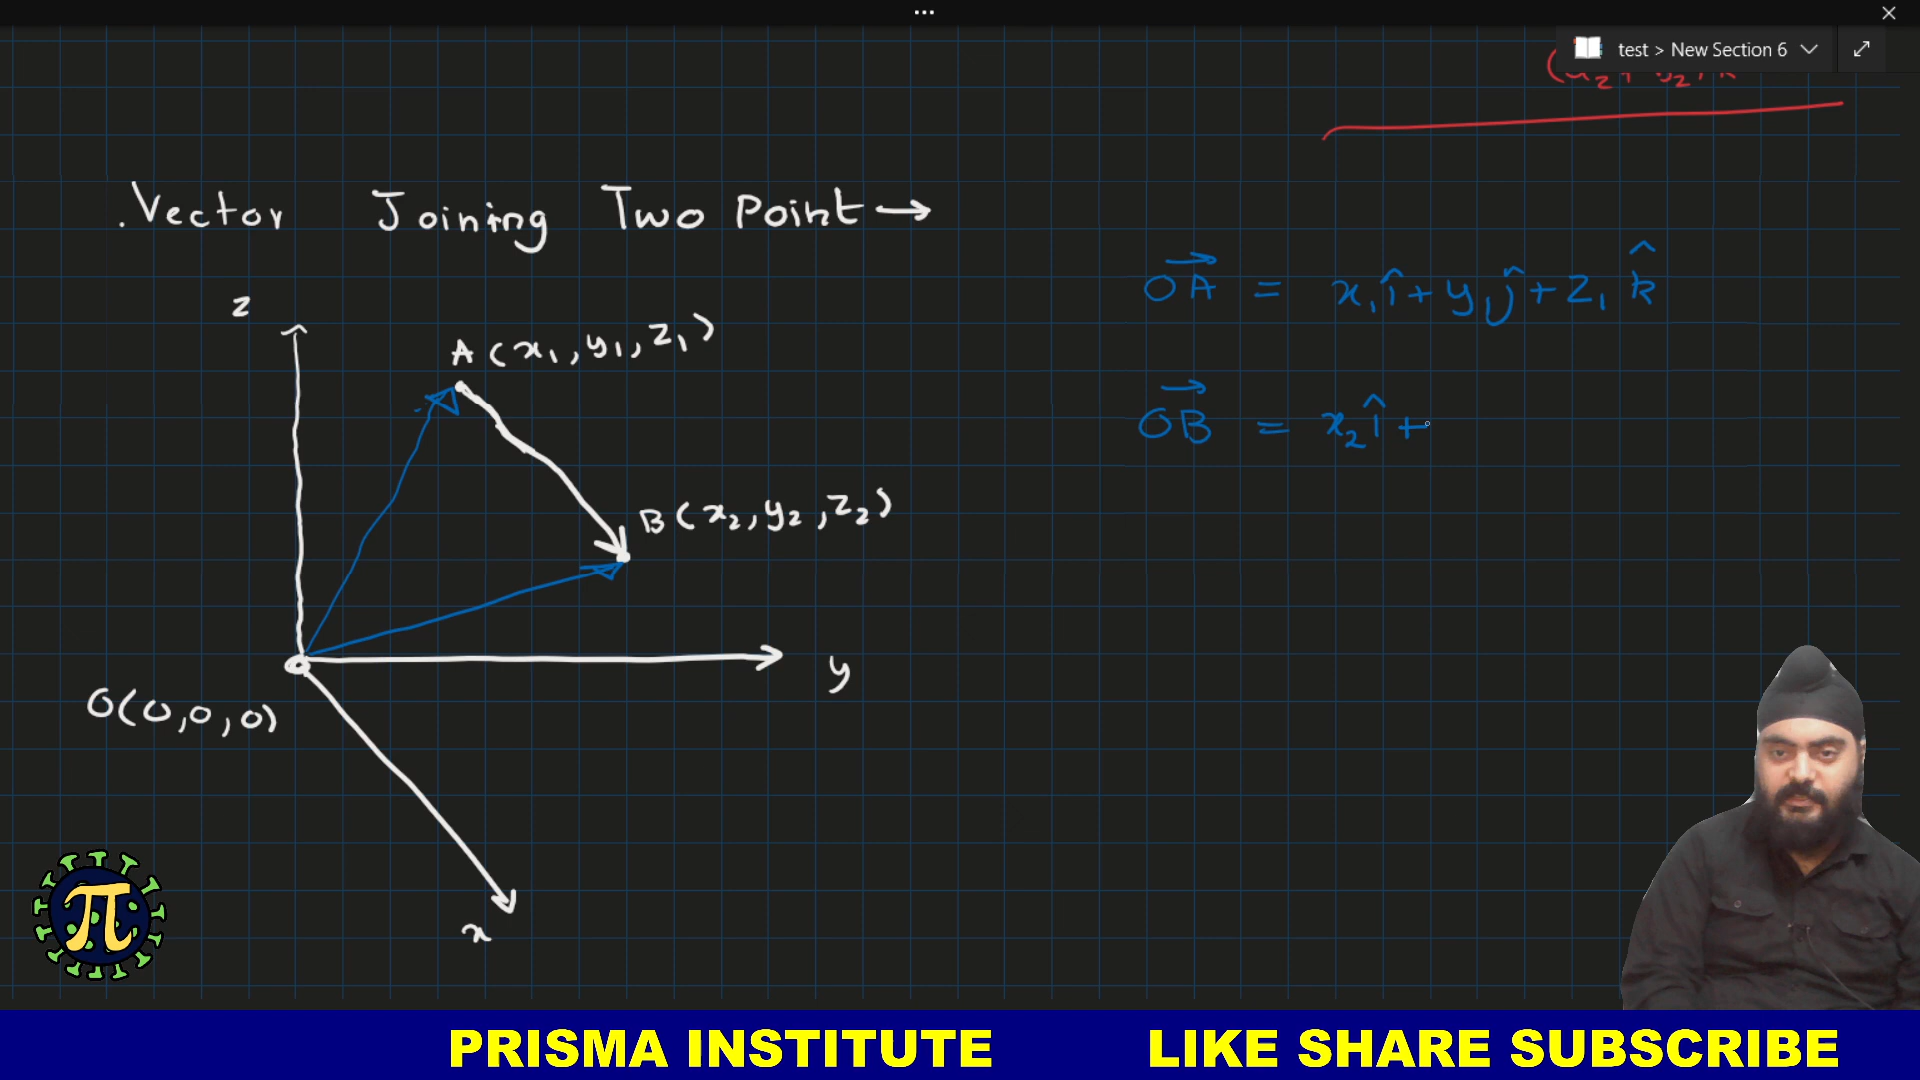 ...
test > New Section 6
.Vector Joining Two Point →
z
A(x₁, y₁, z₁)
B(x₂, y₂, z₂)
y
O(0,0,0)
x
π
→OA = x₁î + y₁ĵ + z₁k̂
→OB = x₂î +
PRISMA INSTITUTE LIKE SHARE SUBSCRIBE